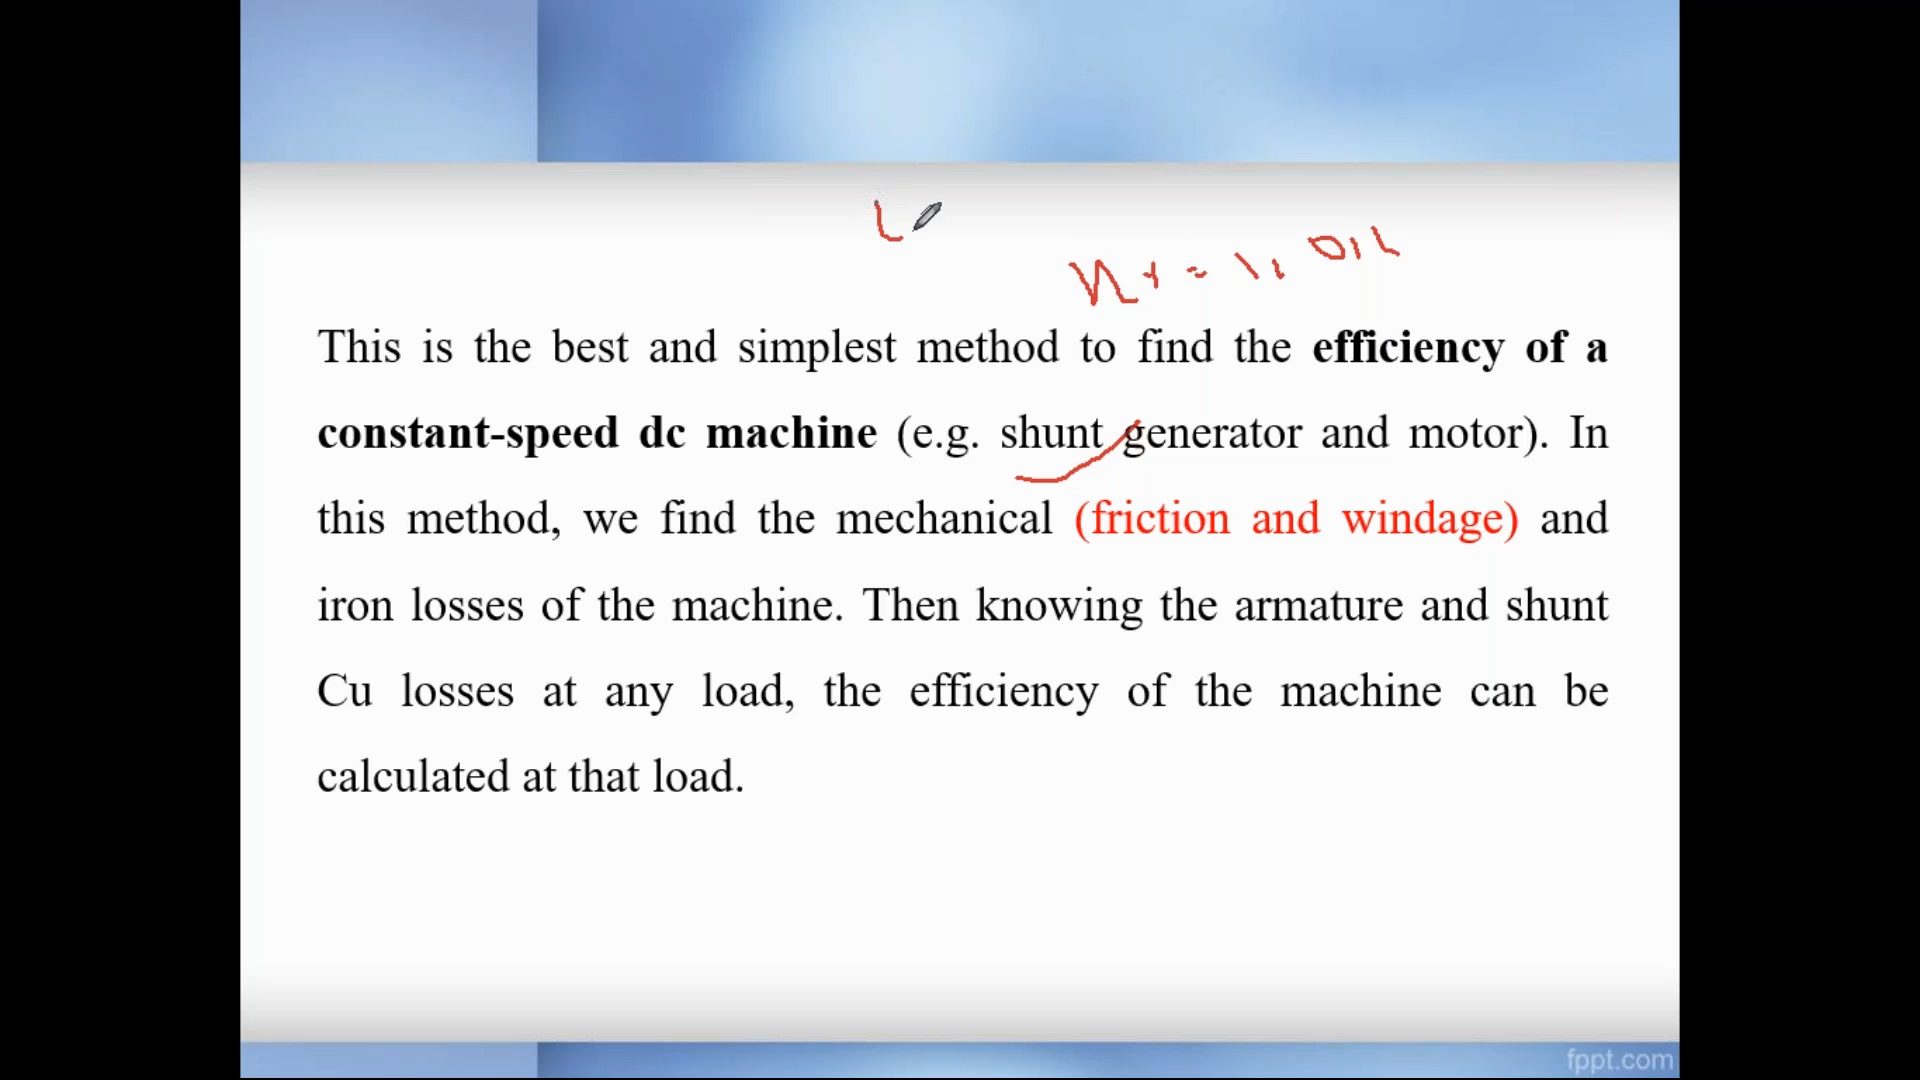 This is the best and simplest method to find the efficiency of a
constant-speed dc machine (e.g. shunt generator and motor). In
this method, we find the mechanical (friction and windage) and
iron losses of the machine. Then knowing the armature and shunt
Cu losses at any load, the efficiency of the machine can be
calculated at that load.
fppt.com